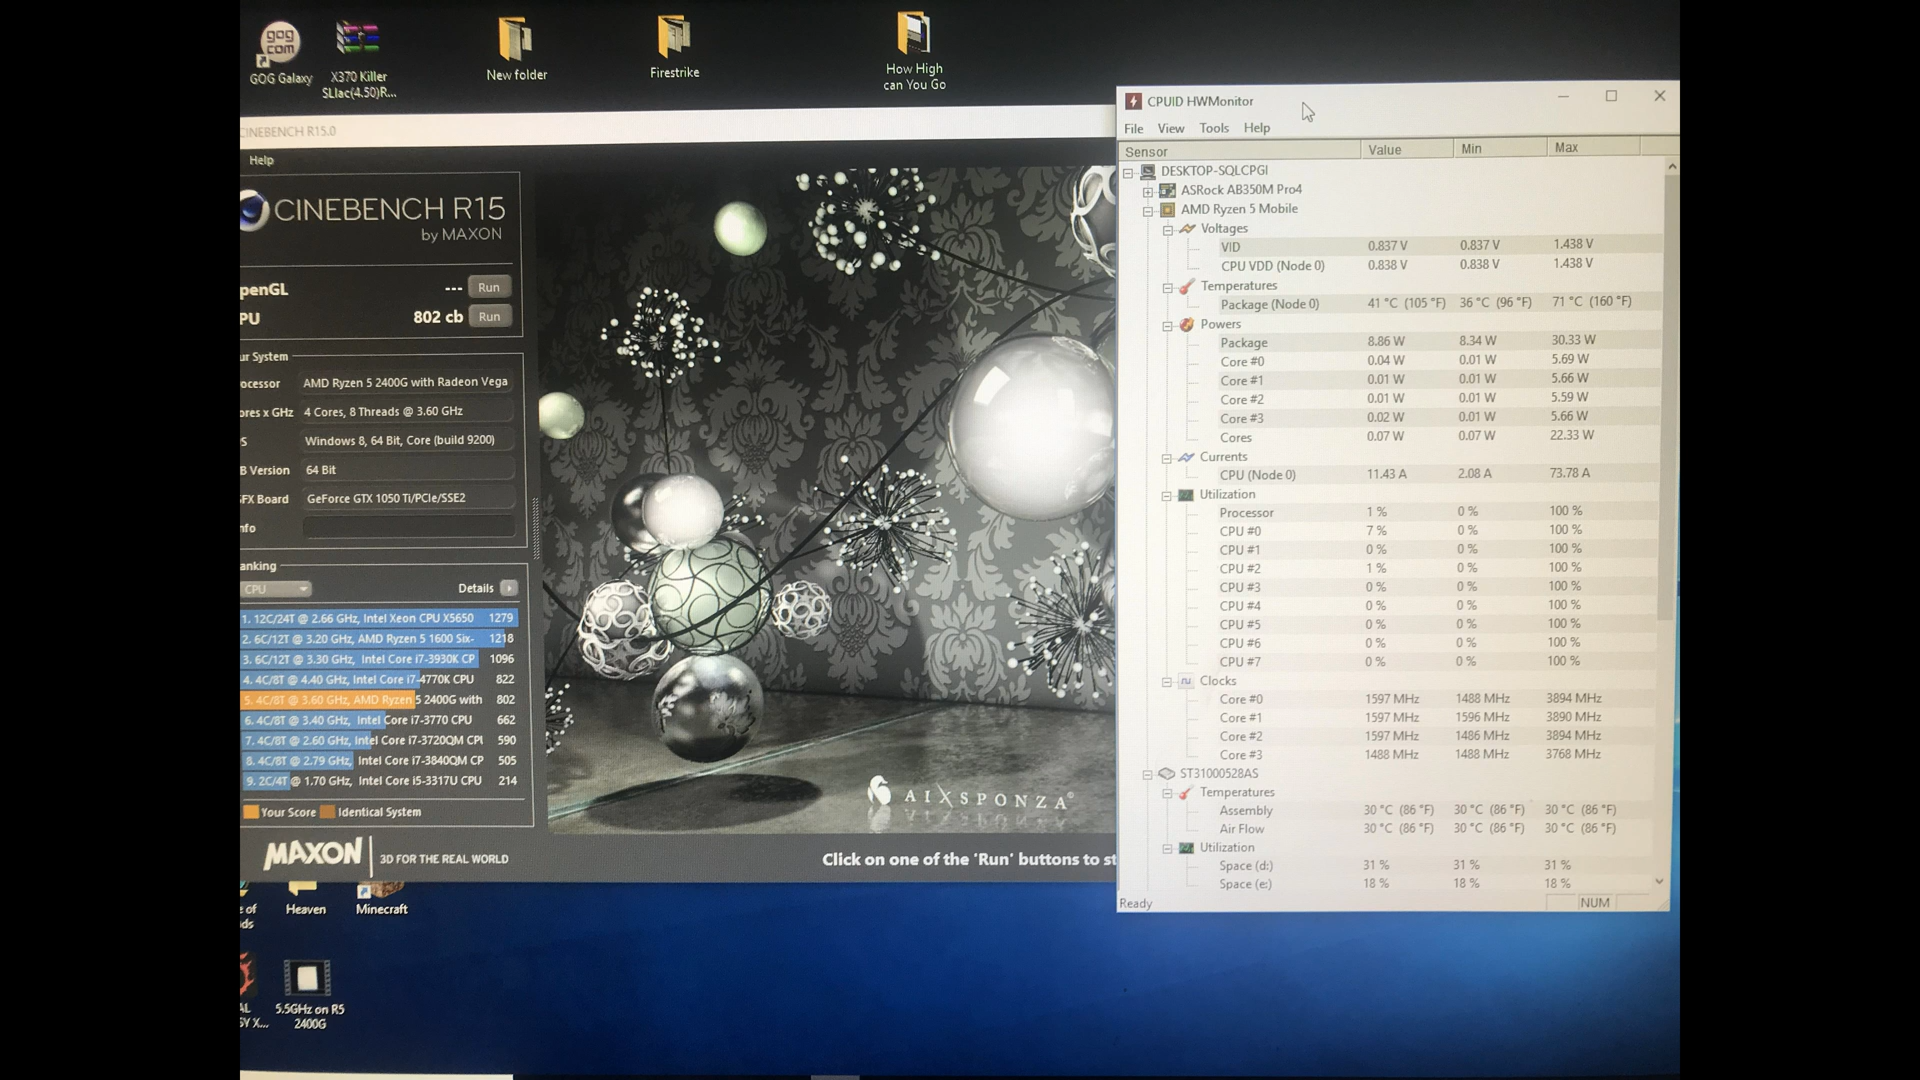 gog
com
GOG Galaxy
X370 Killer
SLIac(4.50)R...
New folder
Firestrike
How High
can You Go
CINEBENCH R15.0
Help
CINEBENCH R15
by MAXON
penGL --- Run
PU 802 cb Run
ur System
ocessor AMD Ryzen 5 2400G with Radeon Vega
ores x GHz 4 Cores, 8 Threads @ 3.60 GHz
S Windows 8, 64 Bit, Core (build 9200)
B Version 64 Bit
FX Board GeForce GTX 1050 Ti/PCIe/SSE2
nfo
anking
CPU Details
1. 12C/24T @ 2.66 GHz, Intel Xeon CPU X5650 1279
2. 6C/12T @ 3.20 GHz, AMD Ryzen 5 1600 Six- 1218
3. 6C/12T @ 3.30 GHz, Intel Core i7-3930K CP 1096
4. 4C/8T @ 4.40 GHz, Intel Core i7-4770K CPU 822
5. 4C/8T @ 3.60 GHz, AMD Ryzen 5 2400G with 802
6. 4C/8T @ 3.40 GHz, Intel Core i7-3770 CPU 662
7. 4C/8T @ 2.60 GHz, Intel Core i7-3720QM CPI 590
8. 4C/8T @ 2.79 GHz, Intel Core i7-3840QM CP 505
9. 2C/4T @ 1.70 GHz, Intel Core i5-3317U CPU 214
Your Score Identical System
MAXON 3D FOR THE REAL WORLD
AIXSPONZA©
Click on one of the 'Run' buttons to st
e of
ds
Heaven
Minecraft
AL
SY X...
5.5GHz on R5
2400G
CPUID HWMonitor
File View Tools Help
Sensor Value Min Max
DESKTOP-SQLCPGI
ASRock AB350M Pro4
AMD Ryzen 5 Mobile
Voltages
VID 0.837 V 0.837 V 1.438 V
CPU VDD (Node 0) 0.838 V 0.838 V 1.438 V
Temperatures
Package (Node 0) 41 °C (105 °F) 36 °C (96 °F) 71 °C (160 °F)
Powers
Package 8.86 W 8.34 W 30.33 W
Core #0 0.04 W 0.01 W 5.69 W
Core #1 0.01 W 0.01 W 5.66 W
Core #2 0.01 W 0.01 W 5.59 W
Core #3 0.02 W 0.01 W 5.66 W
Cores 0.07 W 0.07 W 22.33 W
Currents
CPU (Node 0) 11.43 A 2.08 A 73.78 A
Utilization
Processor 1 % 0 % 100 %
CPU #0 7 % 0 % 100 %
CPU #1 0 % 0 % 100 %
CPU #2 1 % 0 % 100 %
CPU #3 0 % 0 % 100 %
CPU #4 0 % 0 % 100 %
CPU #5 0 % 0 % 100 %
CPU #6 0 % 0 % 100 %
CPU #7 0 % 0 % 100 %
Clocks
Core #0 1597 MHz 1488 MHz 3894 MHz
Core #1 1597 MHz 1596 MHz 3890 MHz
Core #2 1597 MHz 1486 MHz 3894 MHz
Core #3 1488 MHz 1488 MHz 3768 MHz
ST31000528AS
Temperatures
Assembly 30 °C (86 °F) 30 °C (86 °F) 30 °C (86 °F)
Air Flow 30 °C (86 °F) 30 °C (86 °F) 30 °C (86 °F)
Utilization
Space (d:) 31 % 31 % 31 %
Space (e:) 18 % 18 % 18 %
Ready NUM